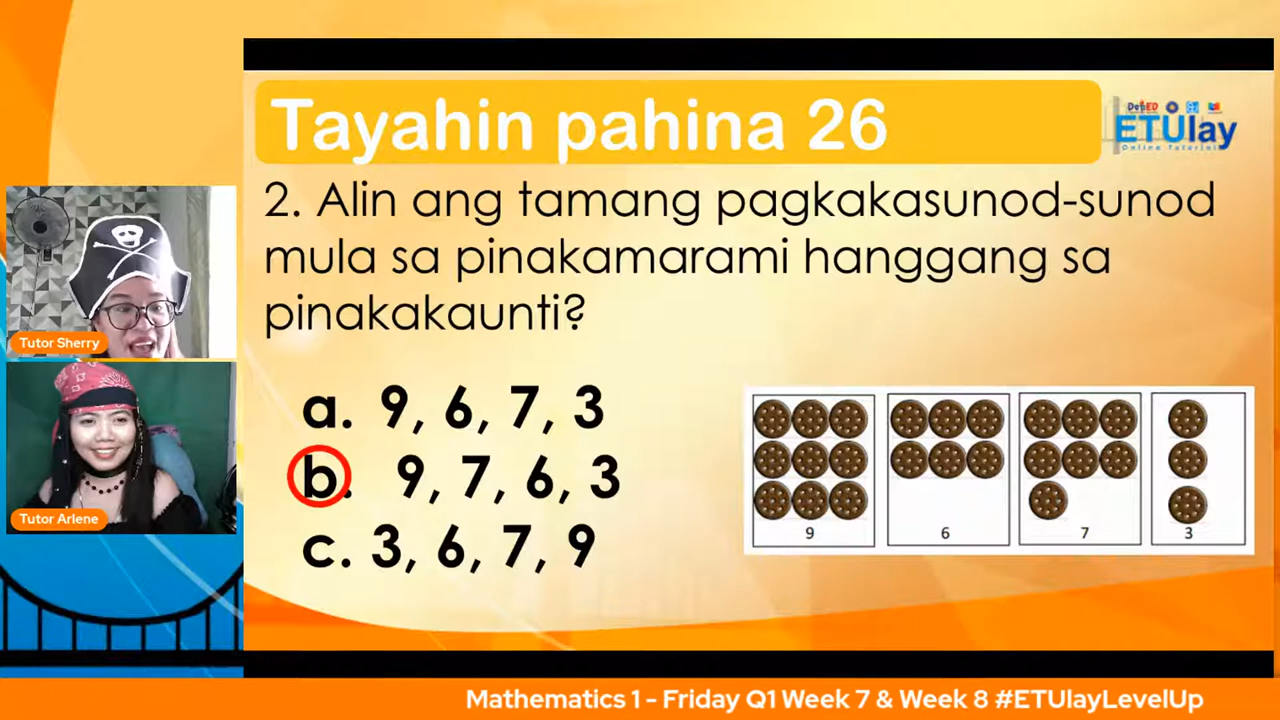 Tayahin pahina 26
DepED
ETUlay
Online Tutorial
2. Alin ang tamang pagkakasunod-sunod
mula sa pinakamarami hanggang sa
pinakakaunti?
a. 9, 6, 7, 3
b. 9, 7, 6, 3
c. 3, 6, 7, 9
9 6 7 3
Tutor Sherry
Tutor Arlene
Mathematics 1 - Friday Q1 Week 7 & Week 8 #ETUlayLevelUp